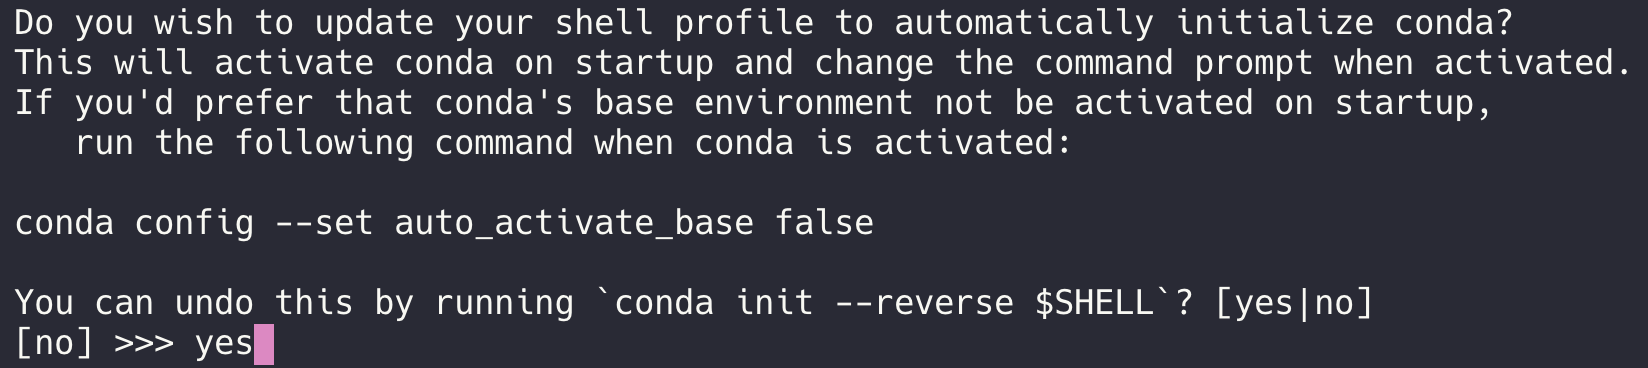 Do you wish to update your shell profile to automatically initialize conda?
This will activate conda on startup and change the command prompt when activated.
If you'd prefer that conda's base environment not be activated on startup,
   run the following command when conda is activated:

conda config --set auto_activate_base false

You can undo this by running `conda init --reverse $SHELL`? [yes|no]
[no] >>> yes